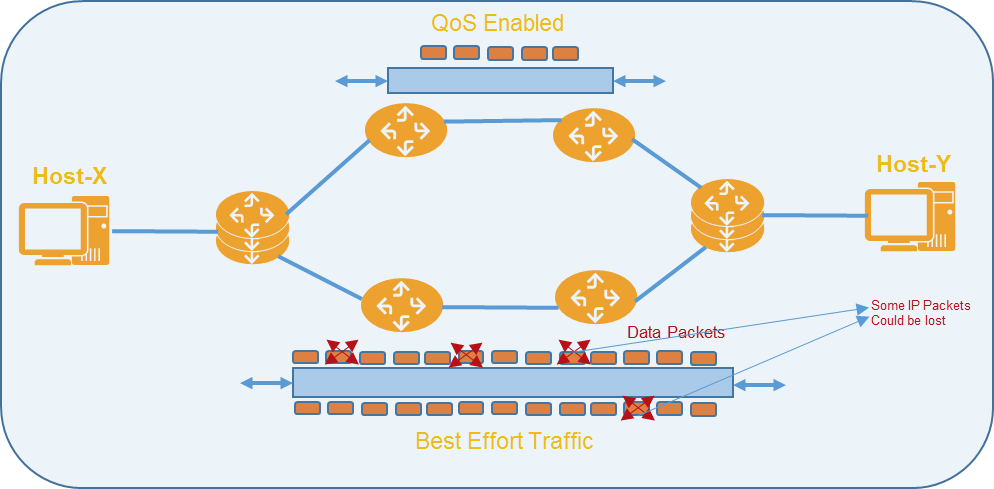 QoS Enabled
Host-X
Host-Y
Some IP Packets
Could be lost
Data Packets
Best Effort Traffic